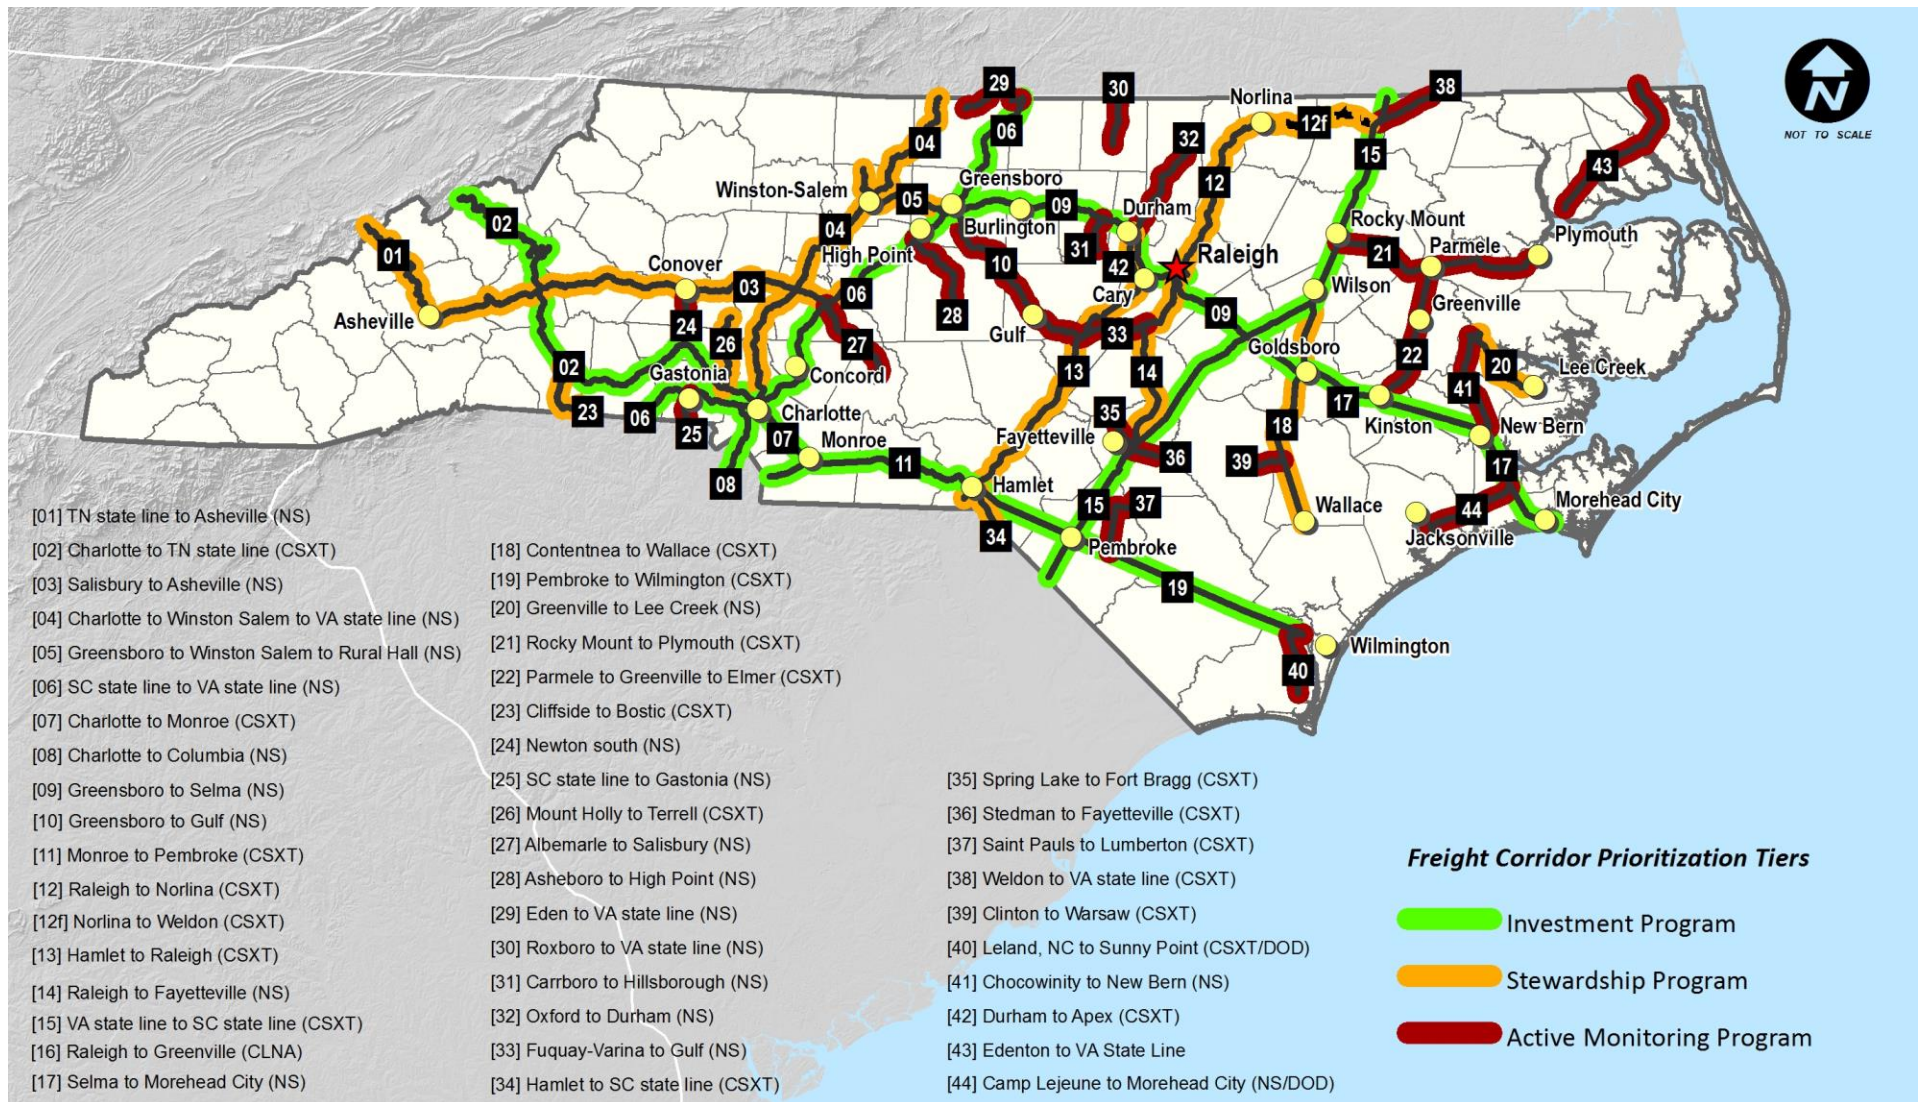 29
30
38
Norlina
N
NOT TO SCALE
06
12f
04
32
15
43
Winston-Salem
Greensboro
12
05
09
Durham
Rocky Mount
02
04
Burlington
31
Parmele
Plymouth
01
High Point
10
42
Raleigh
21
Conover
03
06
Cary
Wilson
Greenville
Asheville
24
28
Gulf
33
09
26
27
Goldsboro
22
20
02
Gastonia
Concord
13
14
41
Lee Creek
23
06
25
Charlotte
35
17
Kinston
New Bern
07
Monroe
Fayetteville
18
11
36
39
17
08
Hamlet
15
37
Wallace
44
Morehead City
34
Pembroke
Jacksonville
19
Wilmington
40
[01] TN state line to Asheville (NS)
[02] Charlotte to TN state line (CSXT)
[03] Salisbury to Asheville (NS)
[04] Charlotte to Winston Salem to VA state line (NS)
[05] Greensboro to Winston Salem to Rural Hall (NS)
[06] SC state line to VA state line (NS)
[07] Charlotte to Monroe (CSXT)
[08] Charlotte to Columbia (NS)
[09] Greensboro to Selma (NS)
[10] Greensboro to Gulf (NS)
[11] Monroe to Pembroke (CSXT)
[12] Raleigh to Norlina (CSXT)
[12f] Norlina to Weldon (CSXT)
[13] Hamlet to Raleigh (CSXT)
[14] Raleigh to Fayetteville (NS)
[15] VA state line to SC state line (CSXT)
[16] Raleigh to Greenville (CLNA)
[17] Selma to Morehead City (NS)
[18] Contentnea to Wallace (CSXT)
[19] Pembroke to Wilmington (CSXT)
[20] Greenville to Lee Creek (NS)
[21] Rocky Mount to Plymouth (CSXT)
[22] Parmele to Greenville to Elmer (CSXT)
[23] Cliffside to Bostic (CSXT)
[24] Newton south (NS)
[25] SC state line to Gastonia (NS)
[26] Mount Holly to Terrell (CSXT)
[27] Albemarle to Salisbury (NS)
[28] Asheboro to High Point (NS)
[29] Eden to VA state line (NS)
[30] Roxboro to VA state line (NS)
[31] Carrboro to Hillsborough (NS)
[32] Oxford to Durham (NS)
[33] Fuquay-Varina to Gulf (NS)
[34] Hamlet to SC state line (CSXT)
[35] Spring Lake to Fort Bragg (CSXT)
[36] Stedman to Fayetteville (CSXT)
[37] Saint Pauls to Lumberton (CSXT)
[38] Weldon to VA state line (CSXT)
[39] Clinton to Warsaw (CSXT)
[40] Leland, NC to Sunny Point (CSXT/DOD)
[41] Chocowinity to New Bern (NS)
[42] Durham to Apex (CSXT)
[43] Edenton to VA State Line
[44] Camp Lejeune to Morehead City (NS/DOD)
Freight Corridor Prioritization Tiers
Investment Program
Stewardship Program
Active Monitoring Program